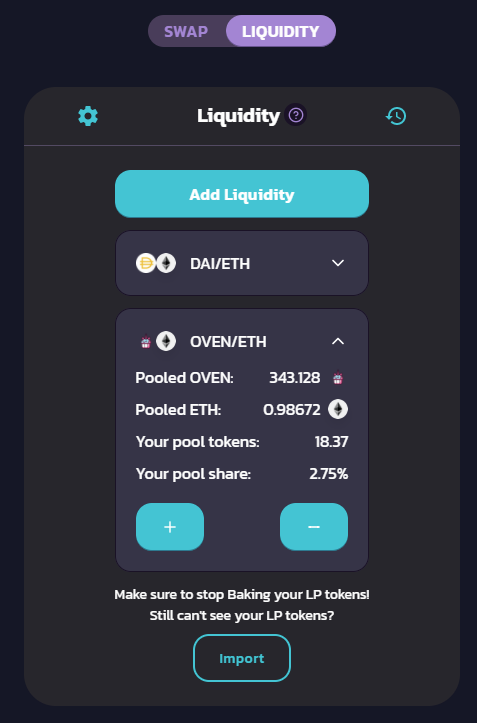 SWAP LIQUIDITY
Liquidity ?
Add Liquidity
DAI/ETH
OVEN/ETH
Pooled OVEN: 343.128
Pooled ETH: 0.98672
Your pool tokens: 18.37
Your pool share: 2.75%
+ −
Make sure to stop Baking your LP tokens!
Still can't see your LP tokens?
Import